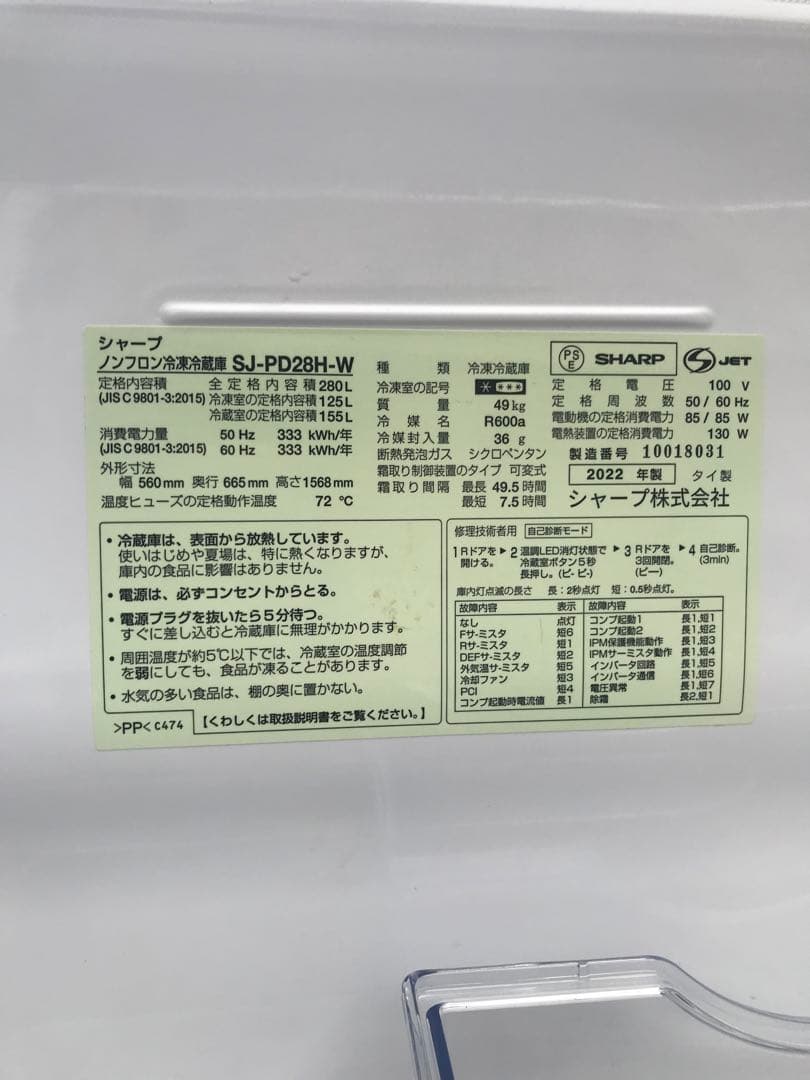 シャープ
ノンフロン冷凍冷蔵庫 SJ-PD28H-W
定格内容積 全定格内容積 280L
(JIS C 9801-3:2015) 冷凍室の定格内容積 125L
冷蔵室の定格内容積 155L
消費電力量 50 Hz 333 kWh/年
(JIS C 9801-3:2015) 60 Hz 333 kWh/年
外形寸法
幅 560mm 奥行 665mm 高さ1568mm
温度ヒューズの定格動作温度 72 ℃
種類 冷凍冷蔵庫
冷凍室の記号 * ***
質量 49kg
冷媒名 R600a
冷媒封入量 36 g
断熱発泡ガス シクロペンタン
霜取り制御装置のタイプ 可変式
霜取り間隔 最長 49.5時間
最短 7.5時間
PSE SHARP S JET
定格電圧 100 V
定格周波数 50/60 Hz
電動機の定格消費電力 85/85 W
電熱装置の定格消費電力 130 W
製造番号 10018031
2022 年製 タイ製
シャープ株式会社
・冷蔵庫は、表面から放熱しています。
使いはじめや夏場は、特に熱くなりますが、
庫内の食品に影響はありません。
・電源は、必ずコンセントからとる。
・電源プラグを抜いたら5分待つ。
すぐに差し込むと冷蔵庫に無理がかかります。
・周囲温度が約5℃以下では、冷蔵室の温度調節
を弱にしても、食品が凍ることがあります。
・水気の多い食品は、棚の奥に置かない。
>PP< C474 【くわしくは取扱説明書をご覧ください。】
修理技術者用 自己診断モード
1 Rドアを開ける。 ▶ 2 温調LED消灯状態で冷蔵室ボタン5秒長押し。(ピ-ピ-) ▶ 3 Rドアを3回開閉。(ピー) ▶ 4 自己診断。(3min)
庫内灯点滅の長さ 長:2秒点灯 短:0.5秒点灯。
故障内容 表示 故障内容 表示
なし 点灯 コンプ起動1 長1,短1
Fサ-ミスタ 短6 コンプ起動2 長1,短2
Rサ-ミスタ 短1 IPM保護機能動作 長1,短3
DEFサ-ミスタ 短2 IPMサーミスタ動作 長1,短4
外気温サ-ミスタ 短5 インバータ回路 長1,短5
冷却ファン 短3 インバータ通信 長1,短6
PCI 短4 電圧異常 長1,短7
コンプ起動時電流値 長1 除霜 長2,短1